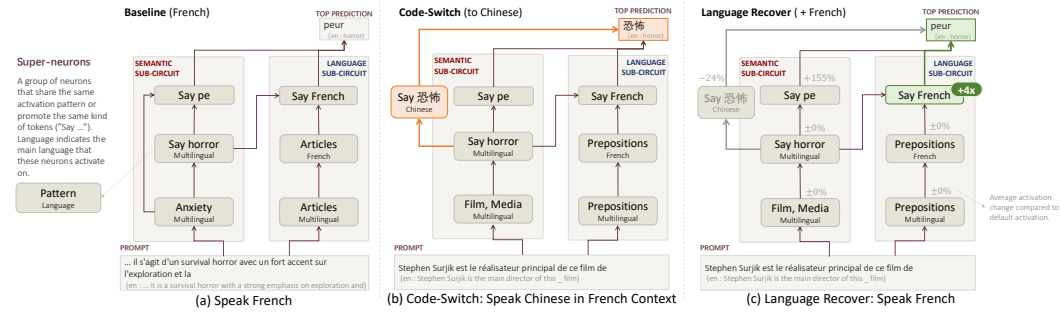 Baseline (French)
TOP PREDICTION
peur
(en : horror)
Super-neurons
A group of neurons
that share the same
activation pattern or
promote the same kind
of tokens ("Say ...").
Language indicates the
main language that
these neurons activate
on.
Pattern
Language
SEMANTIC
SUB-CIRCUIT
LANGUAGE
SUB-CIRCUIT
Say pe
Say French
Say horror
Multilingual
Articles
French
Anxiety
Multilingual
Articles
Multilingual
PROMPT
... il s'agit d'un survival horror avec un fort accent sur
l'exploration et la
(en : ... it is a survival horror with a strong emphasis on exploration and)
(a) Speak French
Code-Switch (to Chinese)
TOP PREDICTION
恐怖
(en : horror)
SEMANTIC
SUB-CIRCUIT
LANGUAGE
SUB-CIRCUIT
Say 恐怖
Chinese
Say pe
Say French
Say horror
Multilingual
Prepositions
French
Film, Media
Multilingual
Prepositions
Multilingual
PROMPT
Stephen Surjik est le réalisateur principal de ce film de
(en : Stephen Surjik is the main director of this _ film)
(b) Code-Switch: Speak Chinese in French Context
Language Recover ( + French)
TOP PREDICTION
peur
(en : horror)
SEMANTIC
SUB-CIRCUIT
LANGUAGE
SUB-CIRCUIT
−24%
+155%
Say 恐怖
Chinese
Say pe
Say French
+4x
±0%
±0%
Say horror
Multilingual
Prepositions
French
±0%
±0%
Film, Media
Multilingual
Prepositions
Multilingual
Average activation
change compared to
default activation.
PROMPT
Stephen Surjik est le réalisateur principal de ce film de
(en : Stephen Surjik is the main director of this _ film)
(c) Language Recover: Speak French